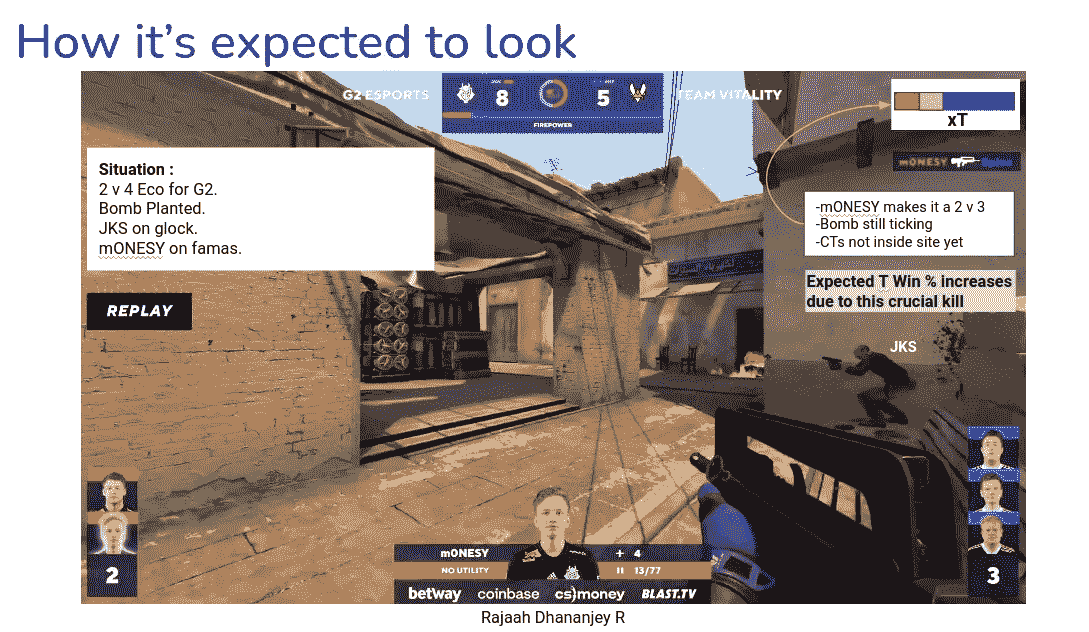 How it's expected to look
G2 ESPORTS 8 5 TEAM VITALITY
FIREPOWER
xT
Situation :
2 v 4 Eco for G2.
Bomb Planted.
JKS on glock.
mONESY on famas.
m0NESY
-mONESY makes it a 2 v 3
-Bomb still ticking
-CTs not inside site yet
Expected T Win % increases
due to this crucial kill
REPLAY
JKS
m0NESY + 4
NO UTILITY 13/77
2
3
betway coinbase cs)money BLAST.TV
Rajaah Dhananjey R